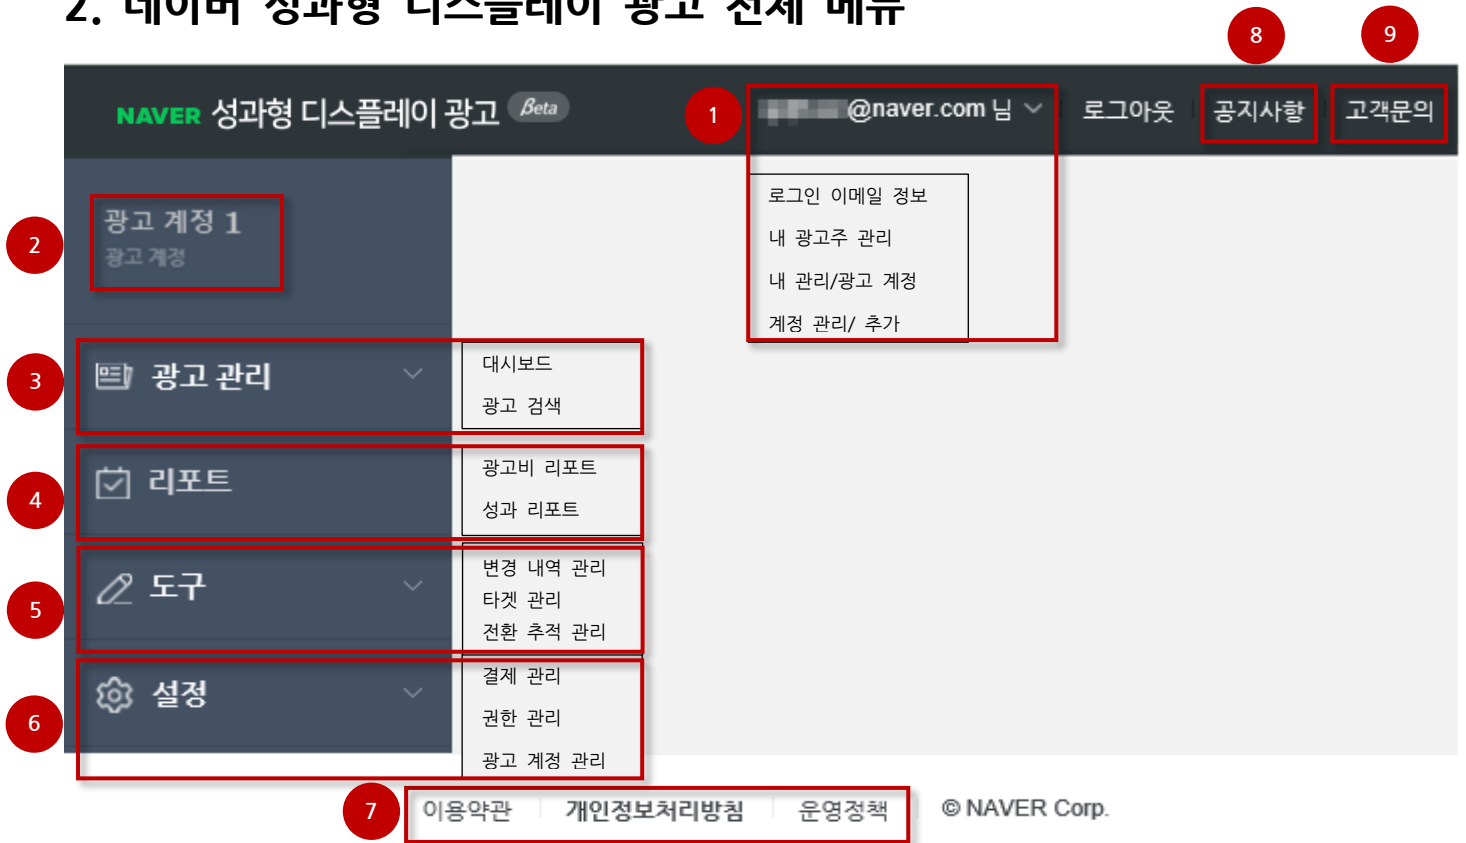 2. 네이버 성과형 디스플레이 광고 전체 메뉴
8
9
NAVER 성과형 디스플레이 광고 Beta
1
@naver.com 님
로그아웃
공지사항
고객문의
로그인 이메일 정보
내 광고주 관리
내 관리/광고 계정
계정 관리/ 추가
2
광고 계정 1
광고 계정
3
광고 관리
대시보드
광고 검색
4
리포트
광고비 리포트
성과 리포트
5
도구
변경 내역 관리
타겟 관리
전환 추적 관리
6
설정
결제 관리
권한 관리
광고 계정 관리
7
이용약관 개인정보처리방침 운영정책 © NAVER Corp.